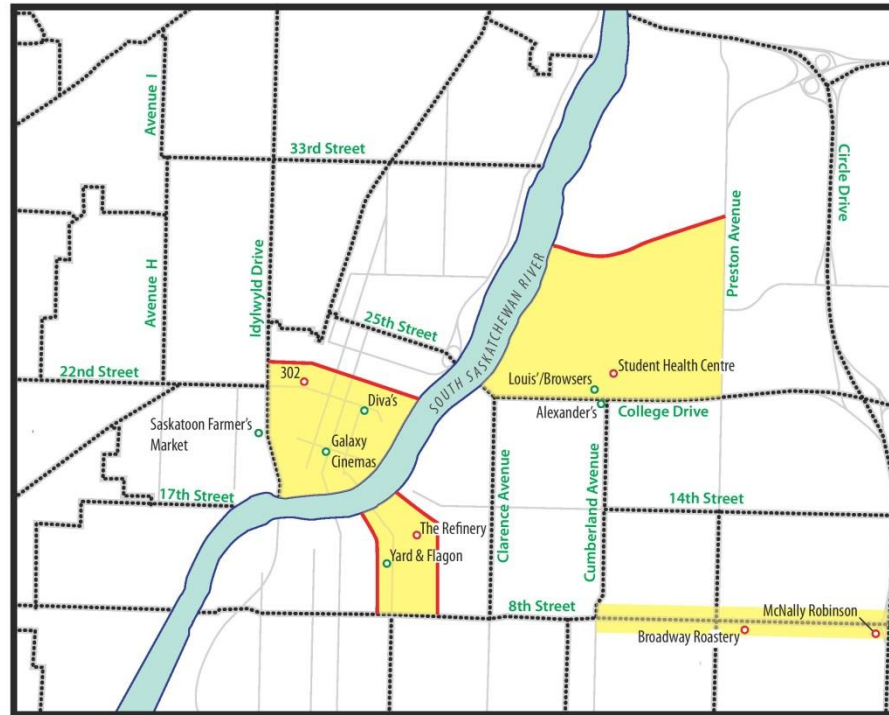 Avenue I
33rd Street
Circle Drive
Preston Avenue
Avenue H
Idylwyld Drive
SOUTH SASKATCHEWAN RIVER
25th Street
22nd Street
302
Student Health Centre
Louis'/Browsers
Diva's
Alexander's
College Drive
Saskatoon Farmer's
Market
Galaxy
Cinemas
17th Street
Clarence Avenue
Cumberland Avenue
14th Street
The Refinery
Yard & Flagon
8th Street
McNally Robinson
Broadway Roastery